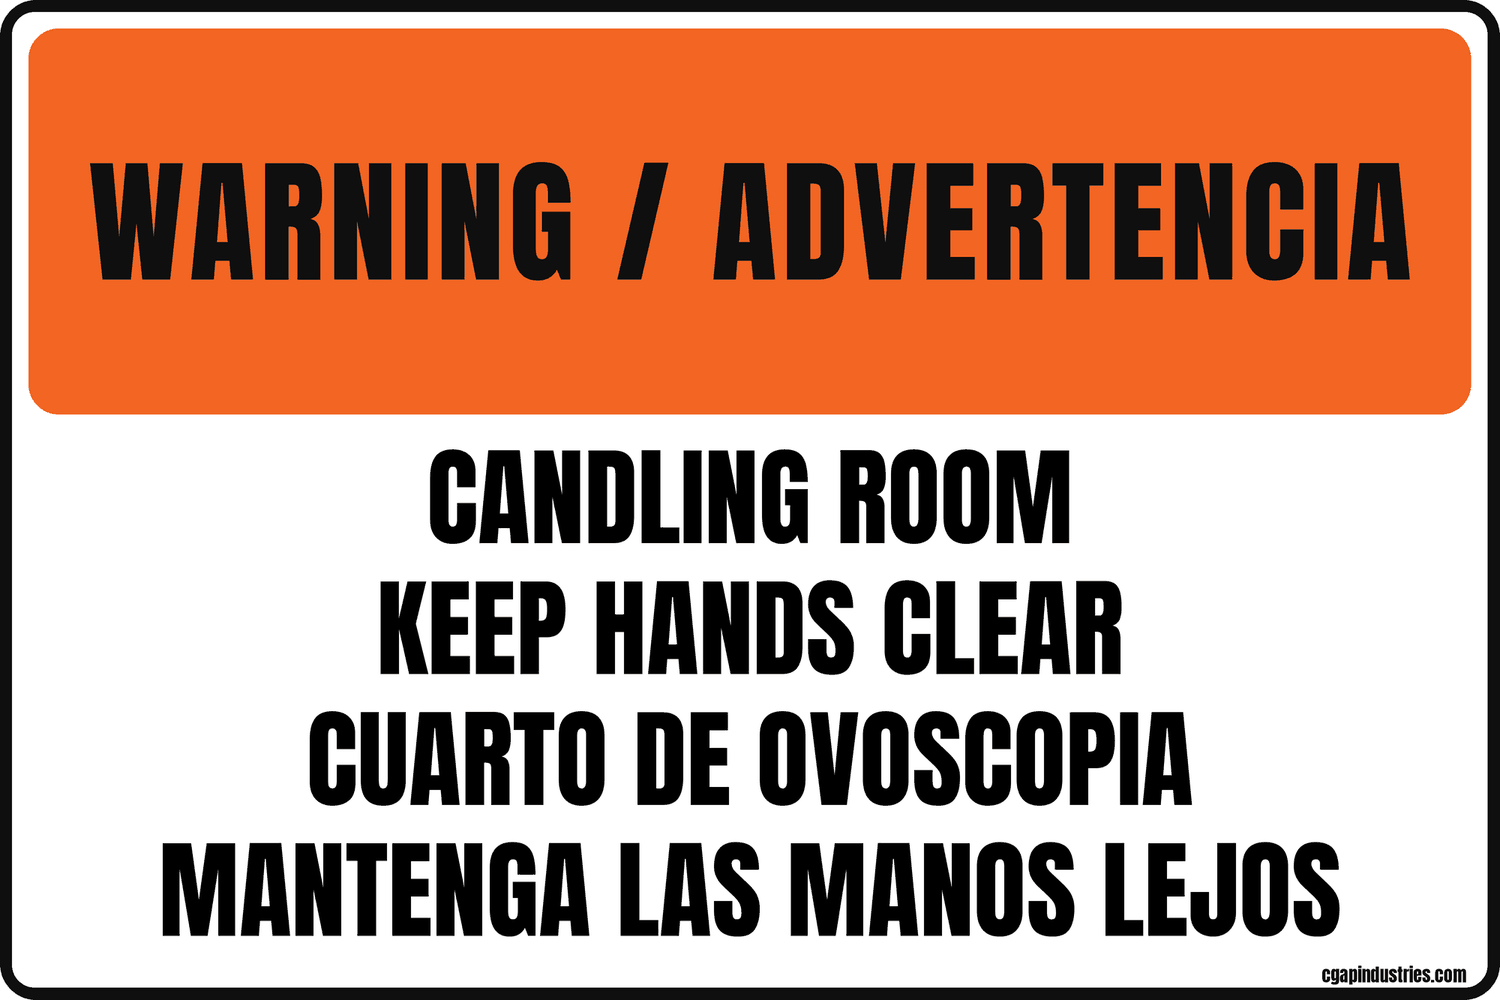 WARNING / ADVERTENCIA
CANDLING ROOM
KEEP HANDS CLEAR
CUARTO DE OVOSCOPIA
MANTENGA LAS MANOS LEJOS
cgapindustries.com